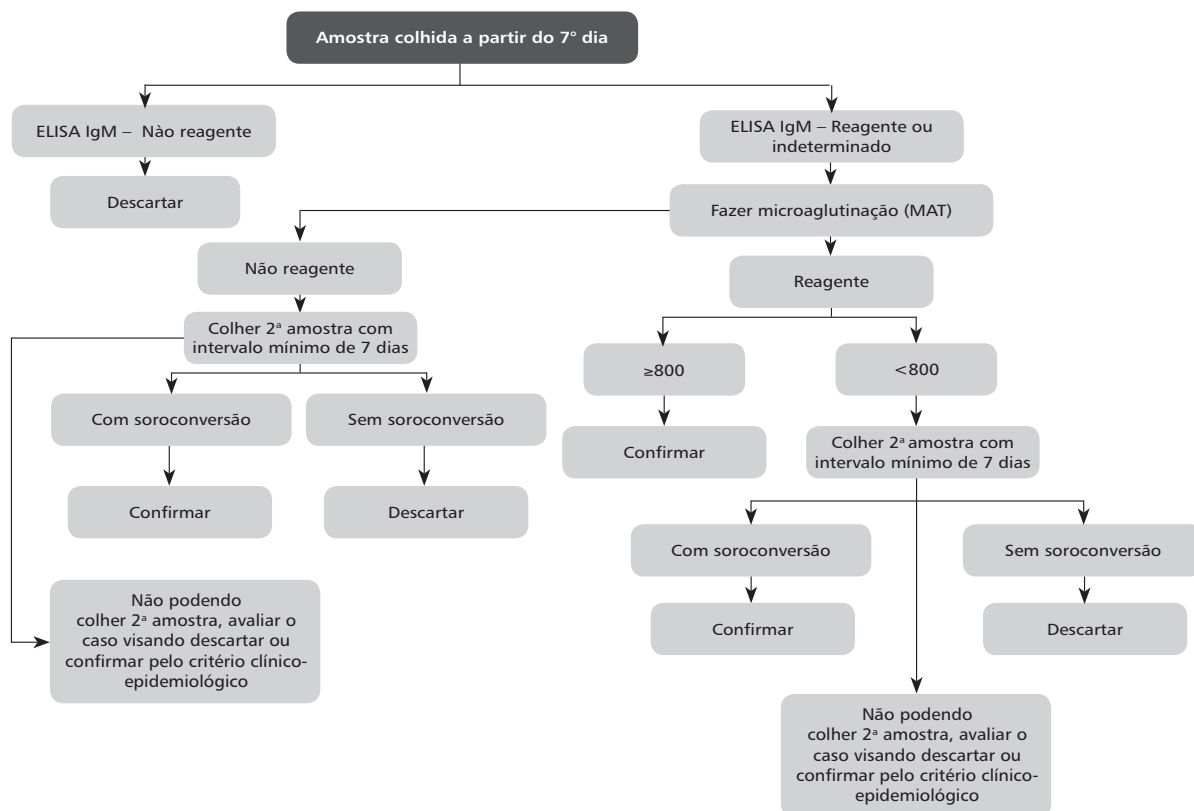 Amostra colhida a partir do 7° dia
ELISA IgM – Nào reagente
ELISA IgM – Reagente ou
indeterminado
Descartar
Fazer microaglutinação (MAT)
Não reagente
Reagente
Colher 2ª amostra com
intervalo mínimo de 7 dias
≥800
<800
Com soroconversão
Sem soroconversão
Confirmar
Colher 2ª amostra com
intervalo mínimo de 7 dias
Confirmar
Descartar
Com soroconversão
Sem soroconversão
Não podendo
colher 2ª amostra, avaliar o
caso visando descartar ou
confirmar pelo critério clínico-
epidemiológico
Confirmar
Descartar
Não podendo
colher 2ª amostra, avaliar o
caso visando descartar ou
confirmar pelo critério clínico-
epidemiológico